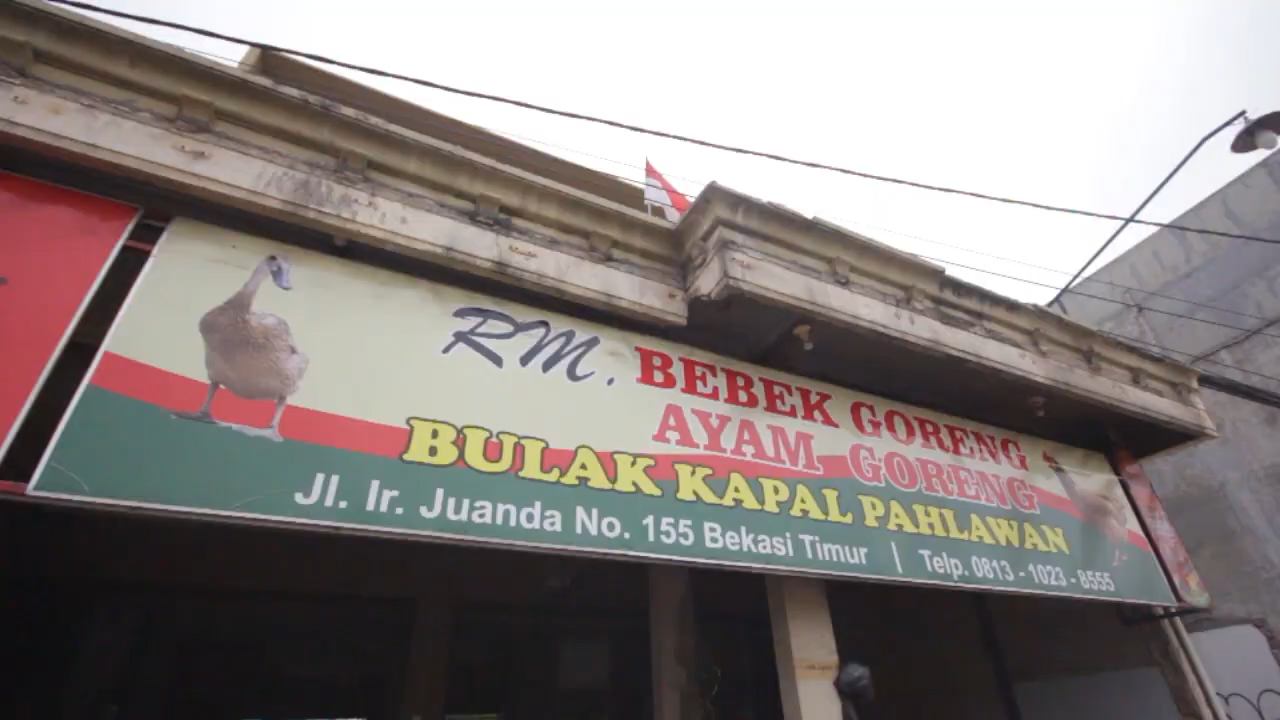 RM. BEBEK GORENG
AYAM GORENG
BULAK KAPAL PAHLAWAN
Jl. Ir. Juanda No. 155 Bekasi Timur | Telp. 0813 - 1023 - 8555